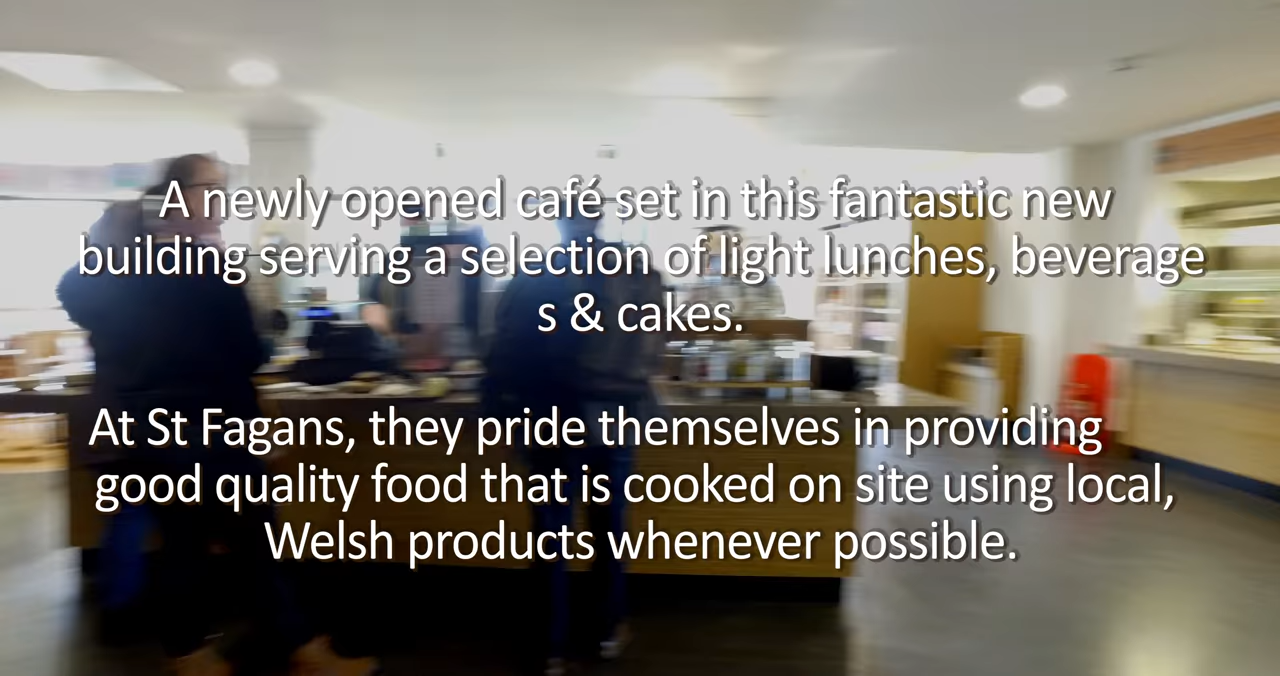 A newly opened café set in this fantastic new
building serving a selection of light lunches, beverage
s & cakes.
At St Fagans, they pride themselves in providing
good quality food that is cooked on site using local,
Welsh products whenever possible.